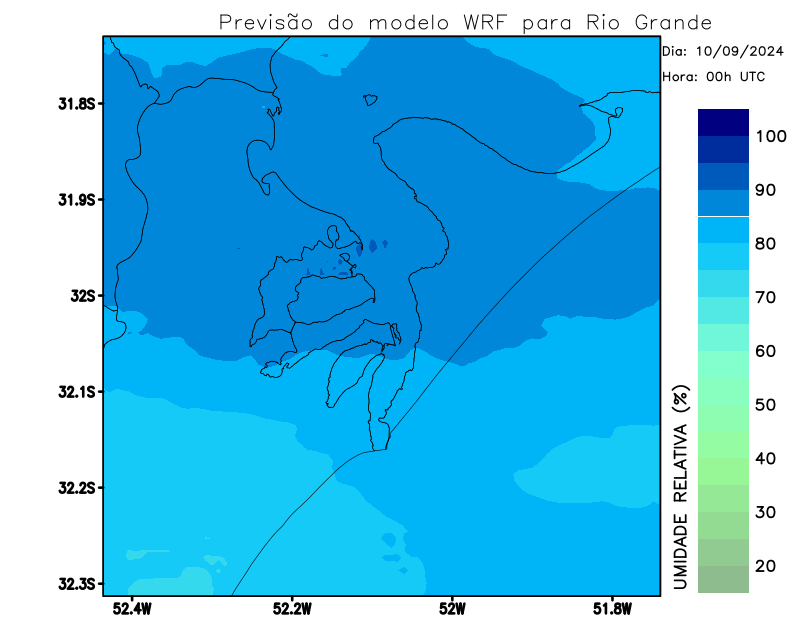 Previsão do modelo WRF para Rio Grande
Dia: 10/09/2024
Hora: 00h UTC
31.8S
31.9S
32S
32.1S
32.2S
32.3S
52.4W
52.2W
52W
51.8W
UMIDADE RELATIVA (%)
100
90
80
70
60
50
40
30
20